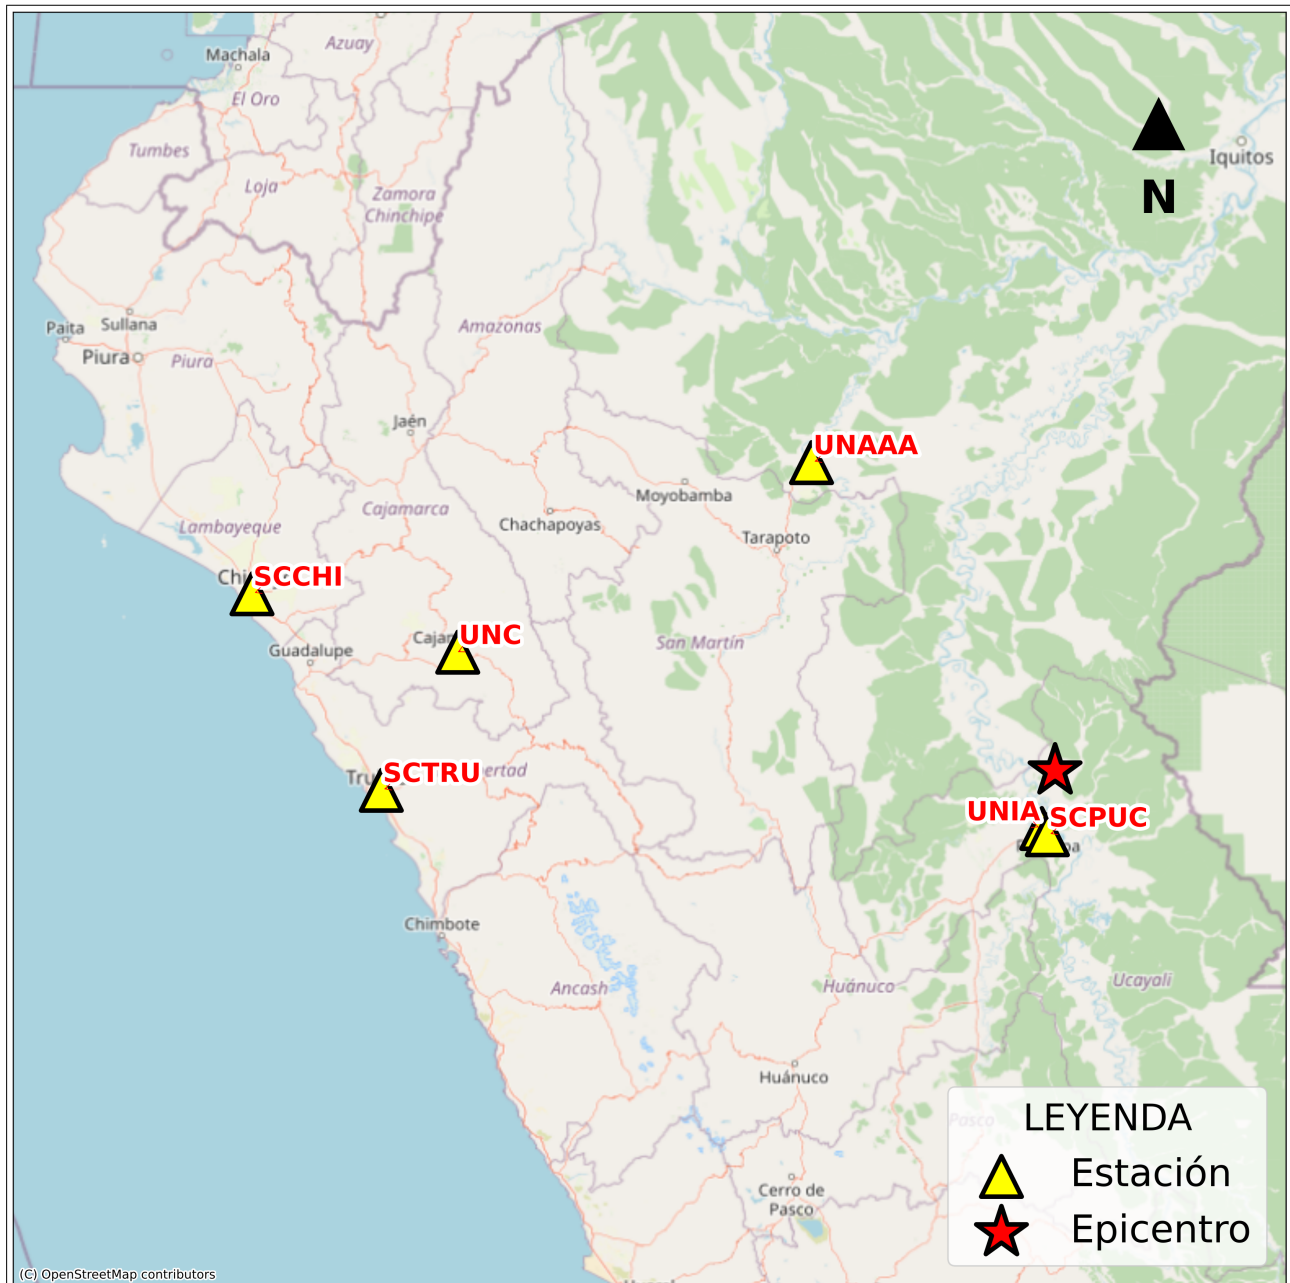 Machala
Azuay
El Oro
Tumbes
Loja
Zamora
Chinchipe
Iquitos
N
Paita
Sullana
Piura
Piura
Amazonas
Jaén
UNAAA
Moyobamba
Cajamarca
Chachapoyas
Lambayeque
Tarapoto
SCCHI
UNC
Guadalupe
San Martín
SCTRU
UNIA
SCPUC
Chimbote
Ancash
Huánuco
Ucayali
Huánuco
Pasco
LEYENDA
Estación
Epicentro
Cerro de
Pasco
(C) OpenStreetMap contributors